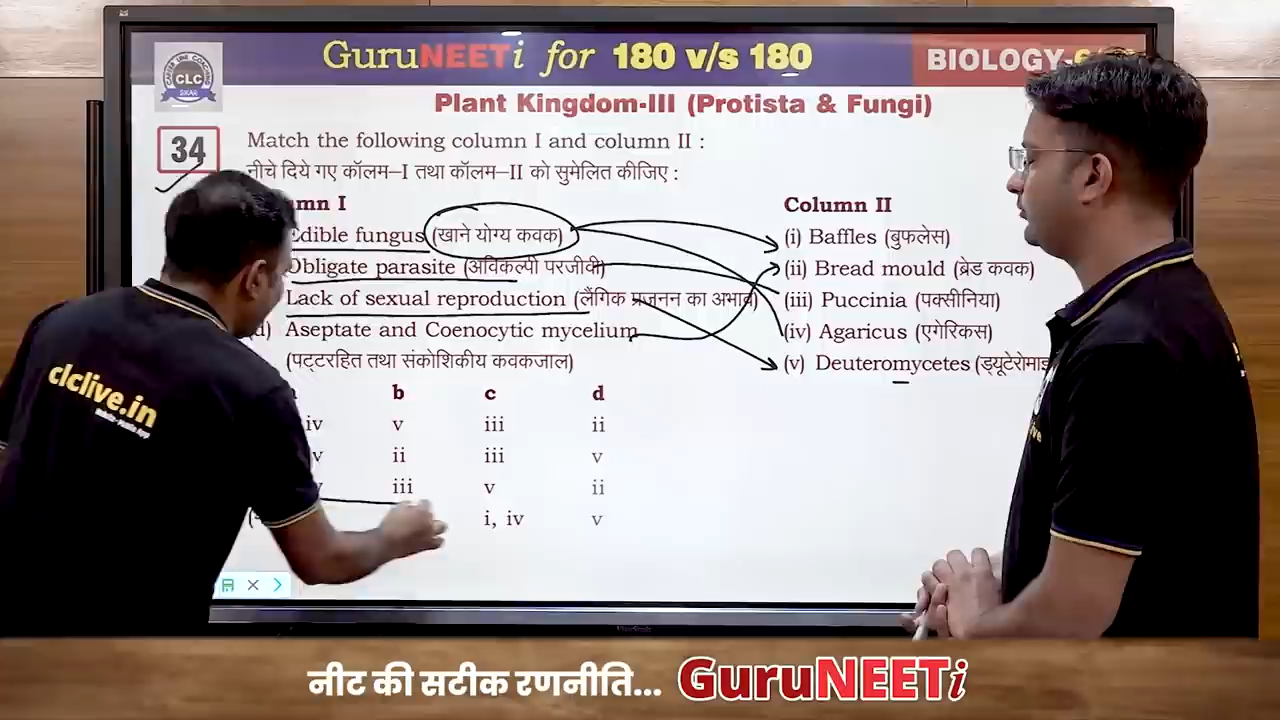 GuruNEETi for 180 v/s 180
BIOLOGY-
CLC
SIKAR
Plant Kingdom-III (Protista & Fungi)
34
Match the following column I and column II :
नीचे दिये गए कॉलम–I तथा कॉलम–II को सुमेलित कीजिए :
mn I
Column II
Edible fungus (खाने योग्य कवक)
(i) Baffles (बुफलेस)
Obligate parasite (अविकल्पी परजीवी)
(ii) Bread mould (ब्रेड कवक)
Lack of sexual reproduction (लैंगिक प्रजनन का अभाव)
(iii) Puccinia (पक्सीनिया)
d) Aseptate and Coenocytic mycelium
(iv) Agaricus (एगेरिकस)
(पट्टरहित तथा संकोशिकीय कवकजाल)
(v) Deuteromycetes (ड्यूटेरोमाइ
b c d
iv v iii ii
v ii iii v
iii v ii
i, iv v
clclive.in
नीट की सटीक रणनीति... GuruNEETi